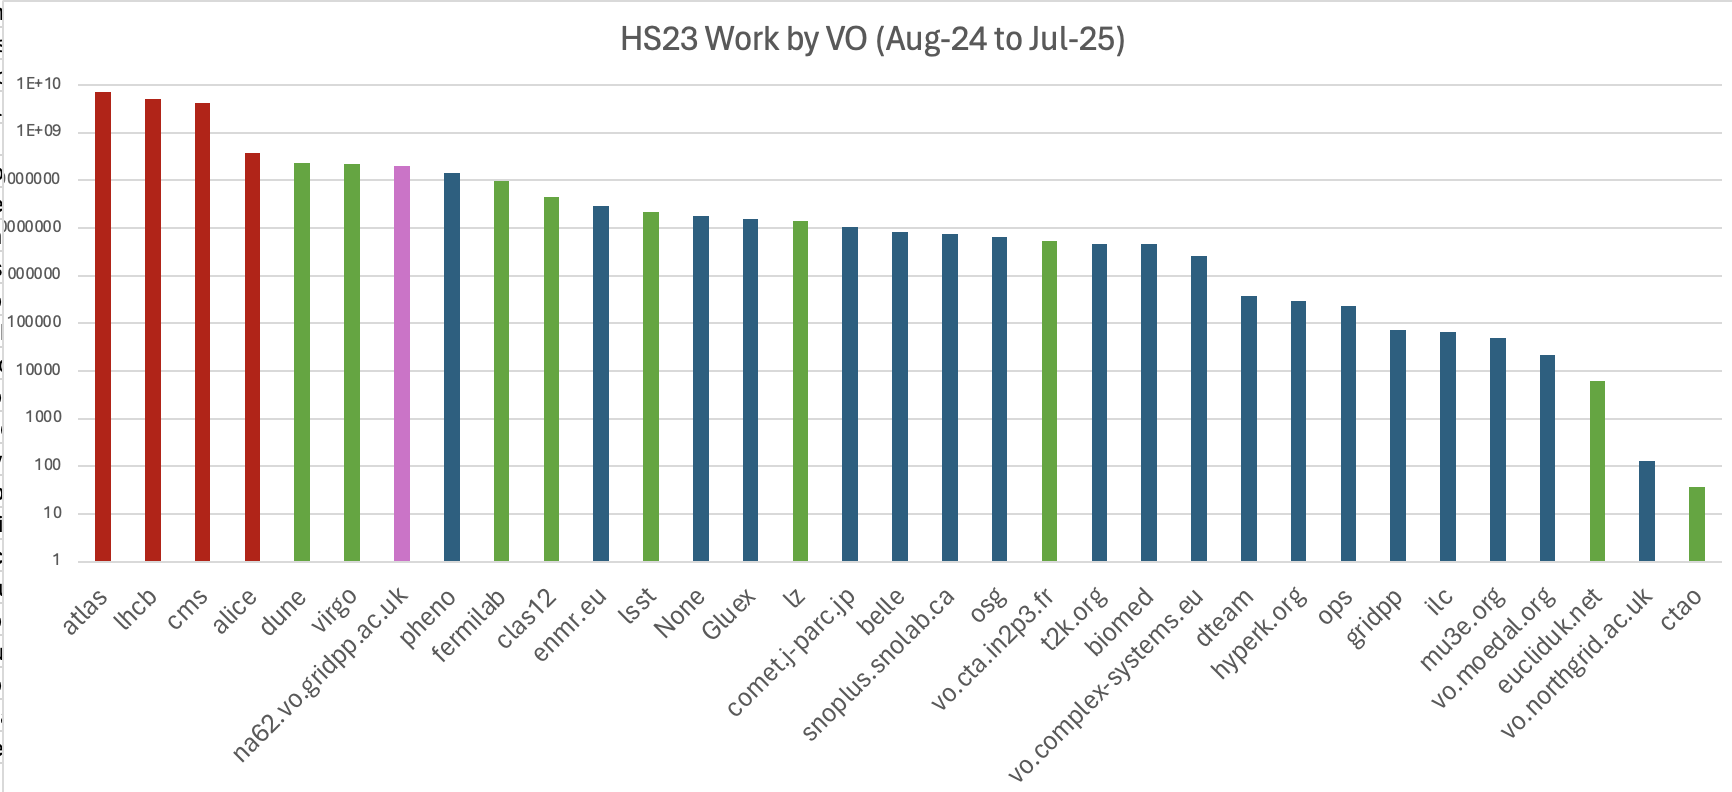 HS23 Work by VO (Aug-24 to Jul-25)
1E+10
1E+09
0000000
0000000
000000
100000
10000
1000
100
10
1
atlas
lhcb
cms
alice
dune
virgo
na62.vo.gridpp.ac.uk
pheno
fermilab
clas12
enmr.eu
lsst
None
Gluex
lz
comet.j-parc.jp
belle
snoplus.snolab.ca
osg
vo.cta.in2p3.fr
t2k.org
biomed
vo.complex-systems.eu
dteam
hyperk.org
ops
gridpp
ilc
mu3e.org
vo.moedal.org
eucliduk.net
vo.northgrid.ac.uk
ctao